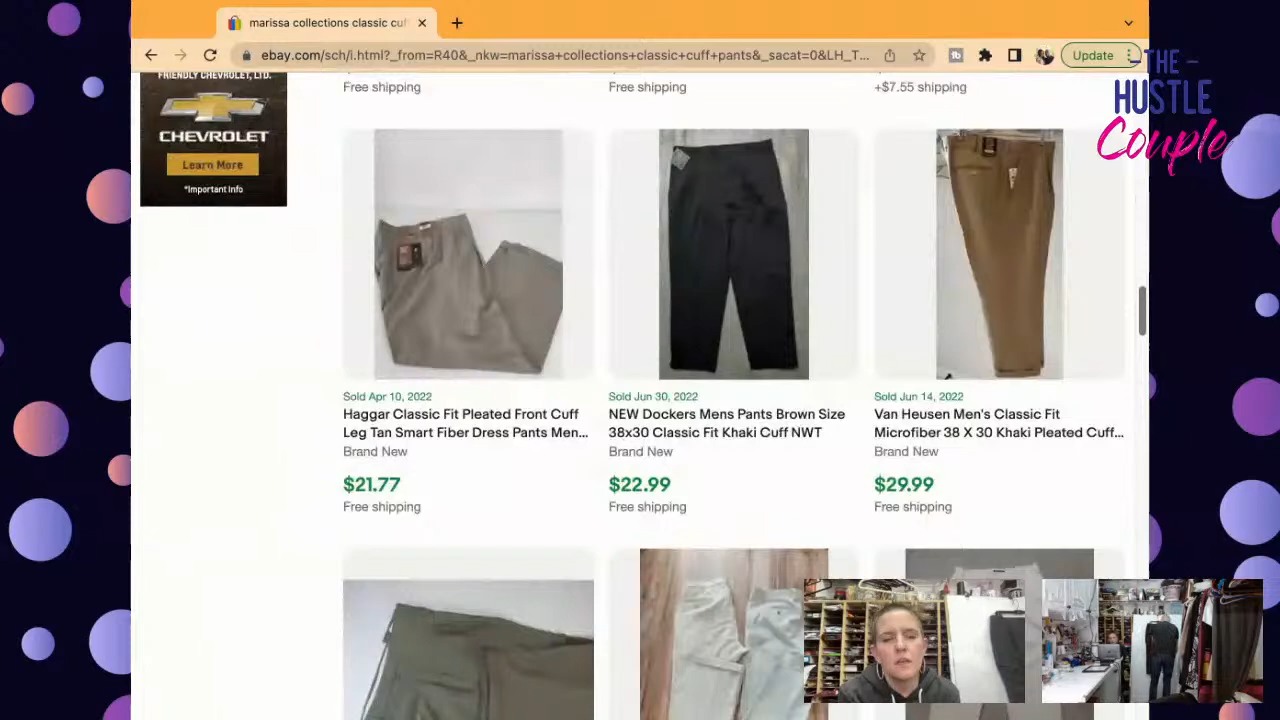 marissa collections classic cuf
ebay.com/sch/i.html?_from=R40&_nkw=marissa+collections+classic+cuff+pants&_sacat=0&LH_T...
Update
THE
HUSTLE
Couple
FRIENDLY CHEVROLET, LTD.
CHEVROLET
Learn More
*Important Info
Free shipping
Free shipping
+$7.55 shipping
Sold Apr 10, 2022
Haggar Classic Fit Pleated Front Cuff
Leg Tan Smart Fiber Dress Pants Men...
Brand New
$21.77
Free shipping
Sold Jun 30, 2022
NEW Dockers Mens Pants Brown Size
38x30 Classic Fit Khaki Cuff NWT
Brand New
$22.99
Free shipping
Sold Jun 14, 2022
Van Heusen Men's Classic Fit
Microfiber 38 X 30 Khaki Pleated Cuff...
Brand New
$29.99
Free shipping